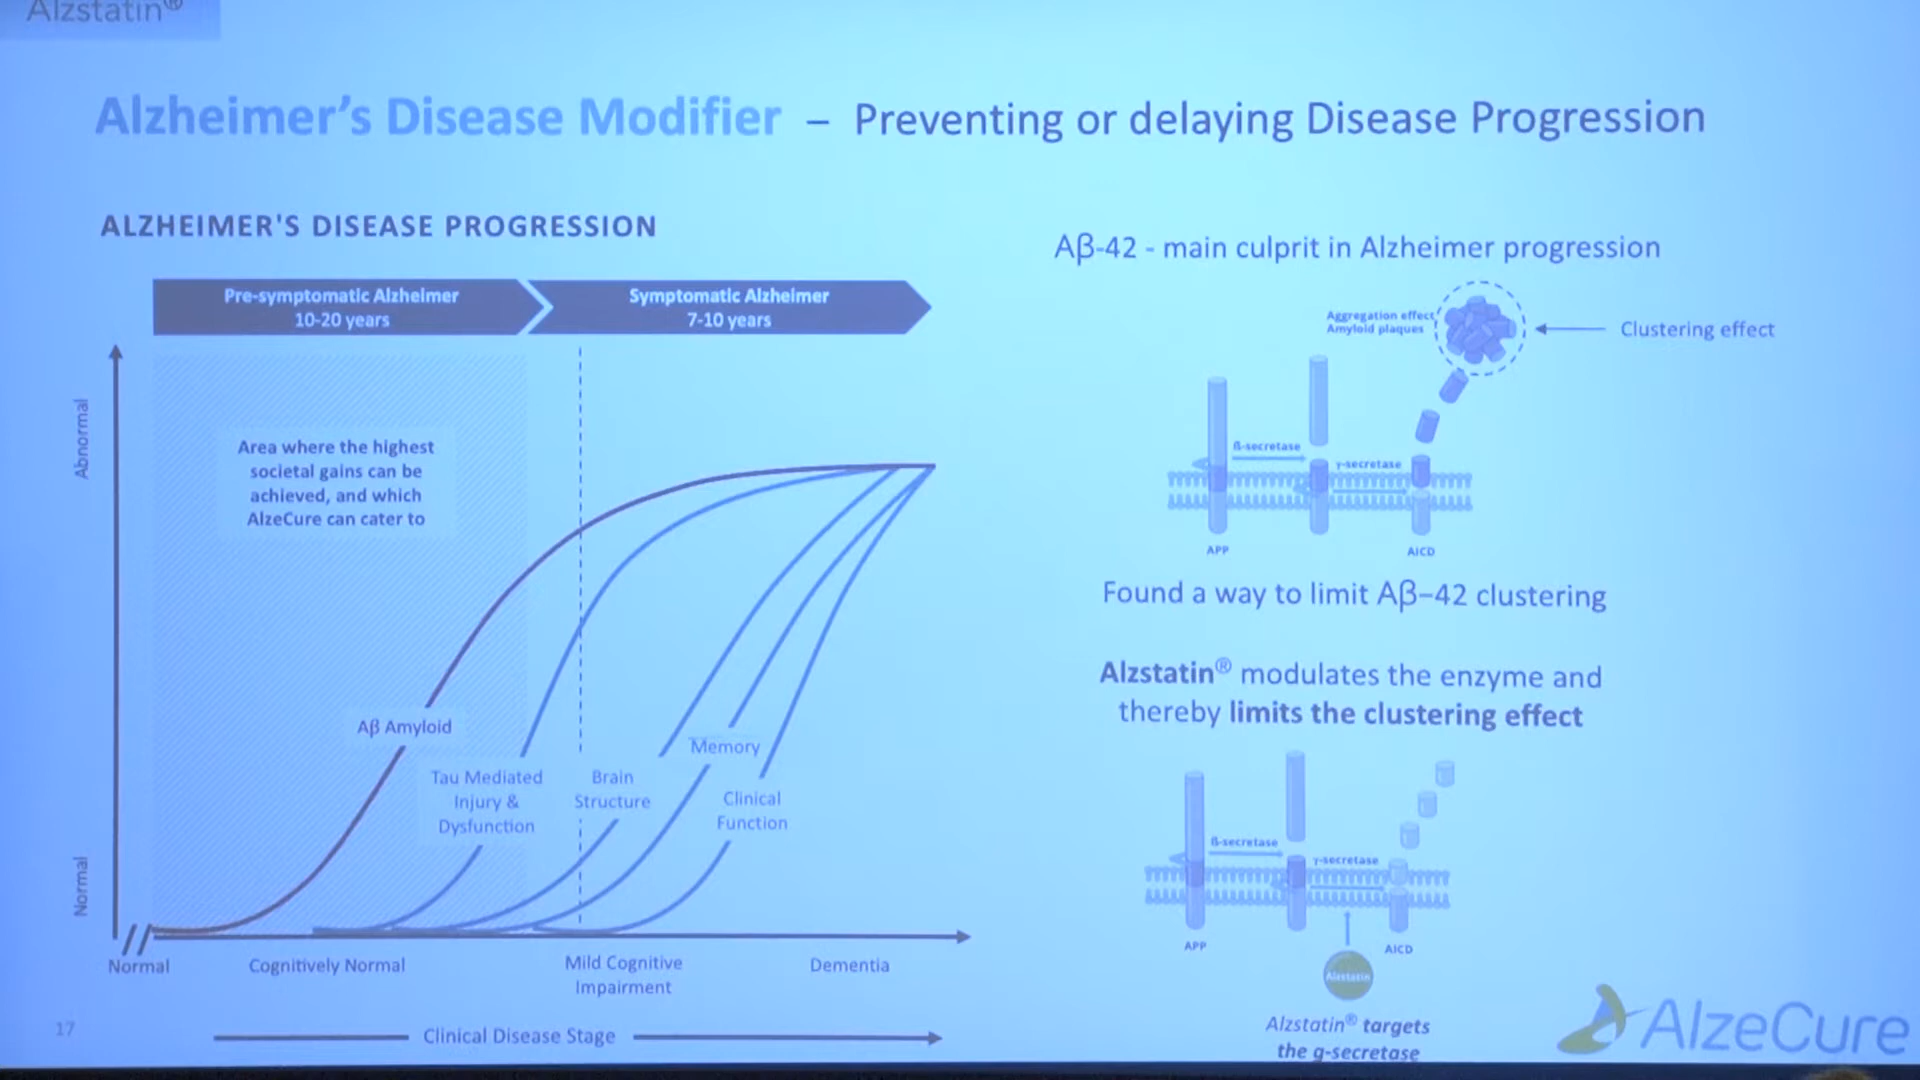 Alzstatin®
Alzheimer's Disease Modifier – Preventing or delaying Disease Progression
ALZHEIMER'S DISEASE PROGRESSION
Pre-symptomatic Alzheimer
10-20 years
Symptomatic Alzheimer
7-10 years
Abnormal
Normal
Area where the highest
societal gains can be
achieved, and which
AlzeCure can cater to
Aβ Amyloid
Tau Mediated
Injury &
Dysfunction
Brain
Structure
Memory
Clinical
Function
Normal
Cognitively Normal
Mild Cognitive
Impairment
Dementia
Clinical Disease Stage
17
Aβ-42 - main culprit in Alzheimer progression
Aggregation effect
Amyloid plaques
Clustering effect
ß-secretase
γ-secretase
APP
AICD
Found a way to limit Aβ–42 clustering
Alzstatin® modulates the enzyme and
thereby limits the clustering effect
ß-secretase
γ-secretase
APP
AICD
Alzstatin
Alzstatin® targets
the g-secretase
AlzeCure